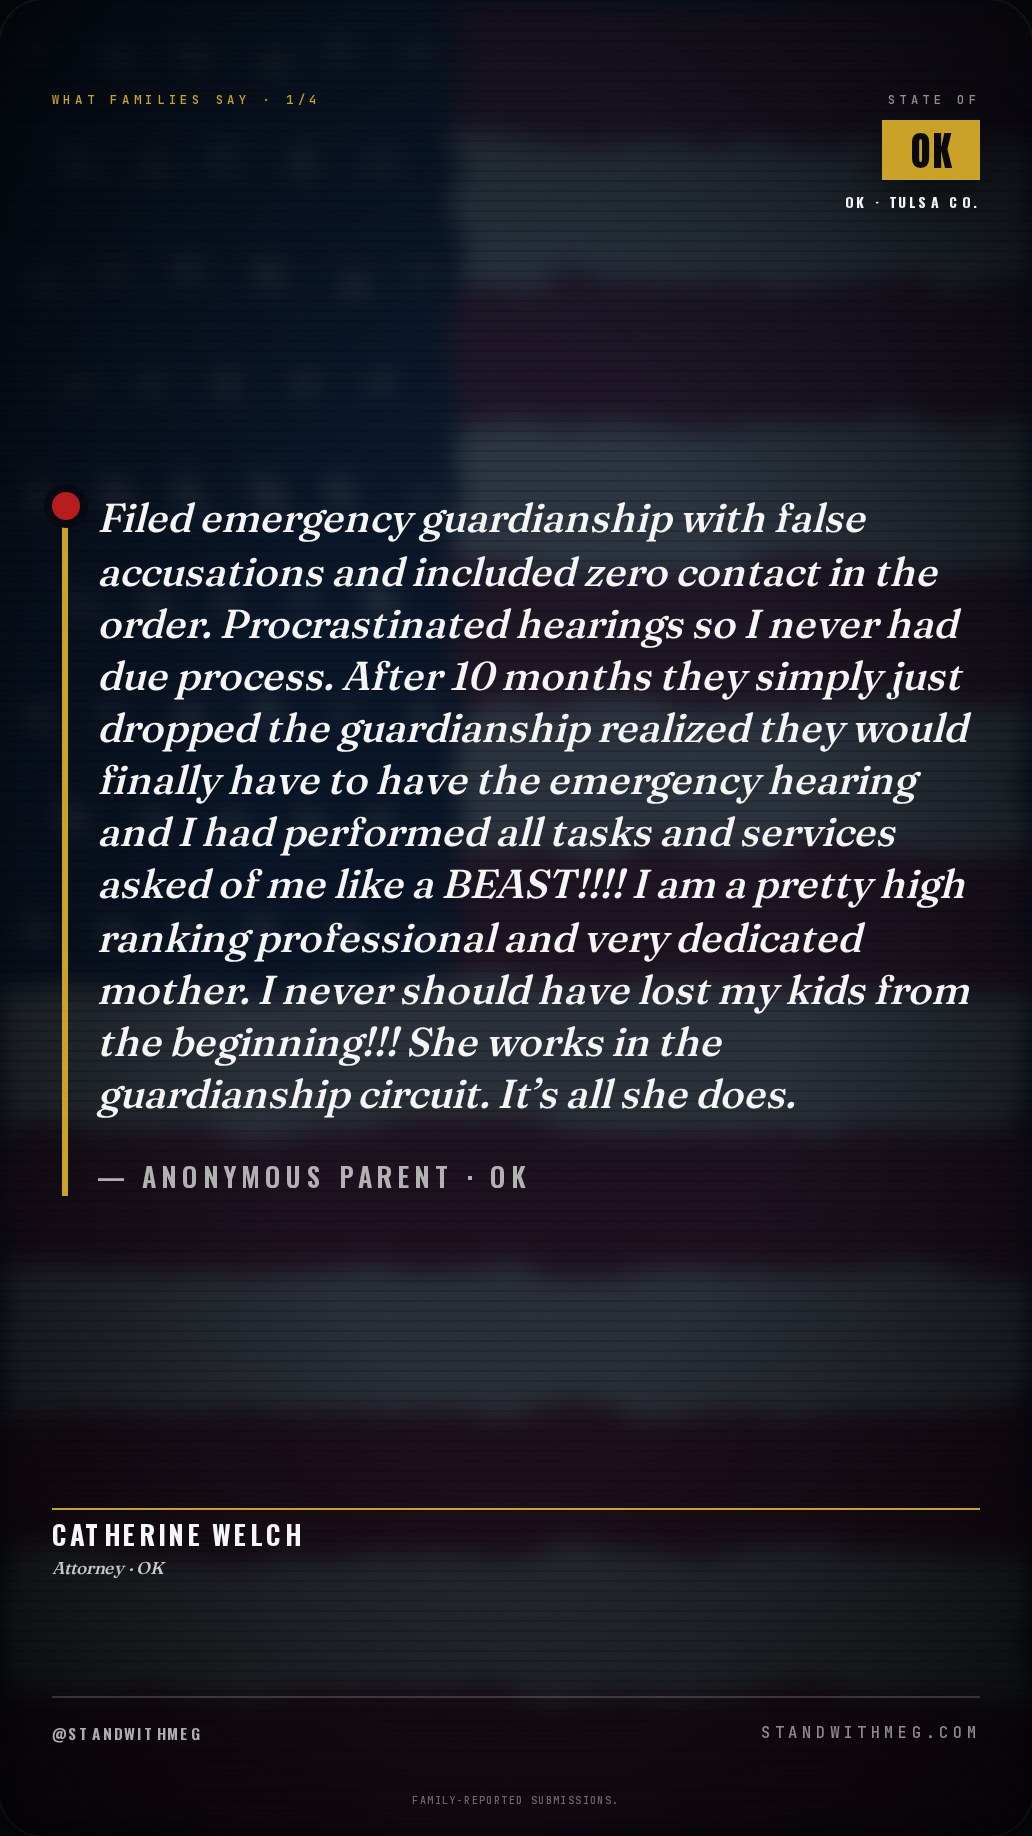 WHAT FAMILIES SAY · 1/4
STATE OF
OK
OK · TULSA CO.
Filed emergency guardianship with false
accusations and included zero contact in the
order. Procrastinated hearings so I never had
due process. After 10 months they simply just
dropped the guardianship realized they would
finally have to have the emergency hearing
and I had performed all tasks and services
asked of me like a BEAST!!!! I am a pretty high
ranking professional and very dedicated
mother. I never should have lost my kids from
the beginning!!! She works in the
guardianship circuit. It’s all she does.
— ANONYMOUS PARENT · OK
CATHERINE WELCH
Attorney · OK
@STANDWITHMEG
STANDWITHMEG.COM
FAMILY-REPORTED SUBMISSIONS.